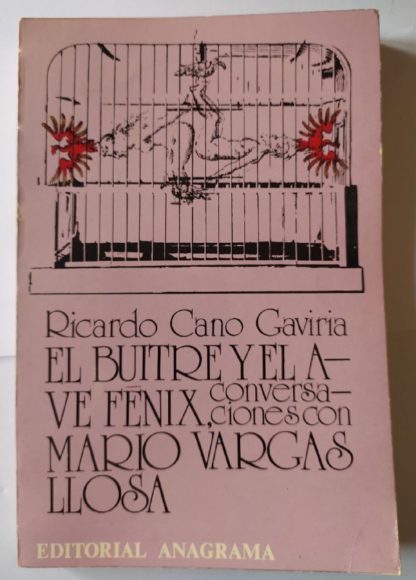 Ricardo Cano Gaviria
EL BUITRE Y EL A-
VE FÉNIX, conversa-
ciones con
MARIO VARGAS
LLOSA
EDITORIAL ANAGRAMA